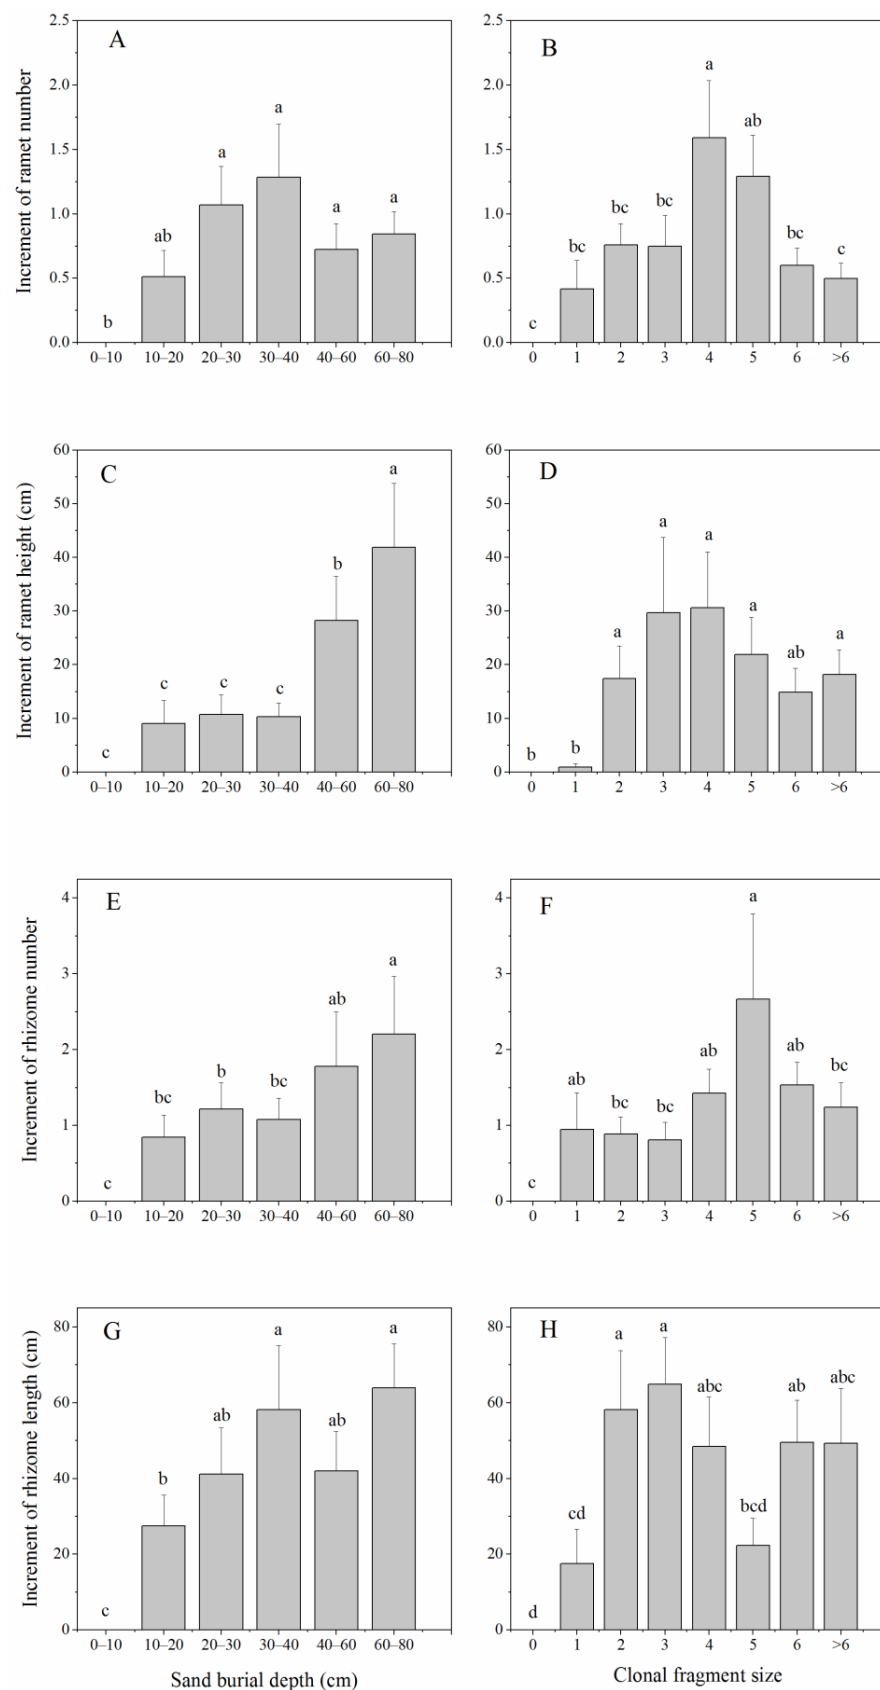 A
Increment of ramet number
2.5
2.0
1.5
1.0
0.5
0.0
b
ab
a
a
a
a
0–10 10–20 20–30 30–40 40–60 60–80
B
2.5
2.0
1.5
1.0
0.5
0.0
c
bc
bc
bc
a
ab
bc
c
0 1 2 3 4 5 6 >6
C
Increment of ramet height (cm)
60
50
40
30
20
10
0
c
c
c
c
b
a
0–10 10–20 20–30 30–40 40–60 60–80
D
60
50
40
30
20
10
0
b
b
a
a
a
a
ab
a
0 1 2 3 4 5 6 >6
E
Increment of rhizome number
4
3
2
1
0
c
bc
b
bc
ab
a
0–10 10–20 20–30 30–40 40–60 60–80
F
4
3
2
1
0
c
ab
bc
bc
ab
a
ab
bc
0 1 2 3 4 5 6 >6
G
Increment of rhizome length (cm)
80
60
40
20
0
c
b
ab
a
ab
a
0–10 10–20 20–30 30–40 40–60 60–80
Sand burial depth (cm)
H
80
60
40
20
0
d
cd
a
a
abc
bcd
ab
abc
0 1 2 3 4 5 6 >6
Clonal fragment size